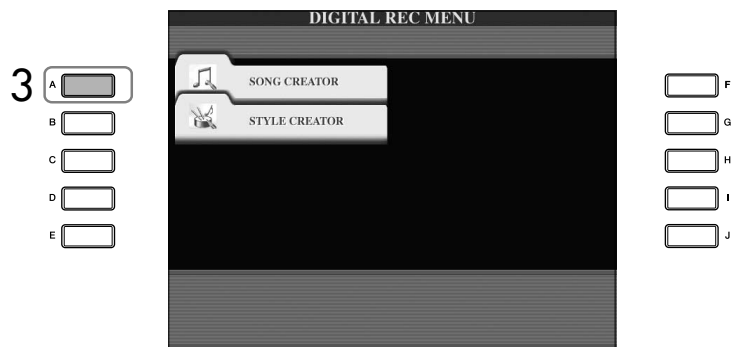 DIGITAL REC MENU
3
A
SONG CREATOR
F
B
STYLE CREATOR
G
C
H
D
I
E
J